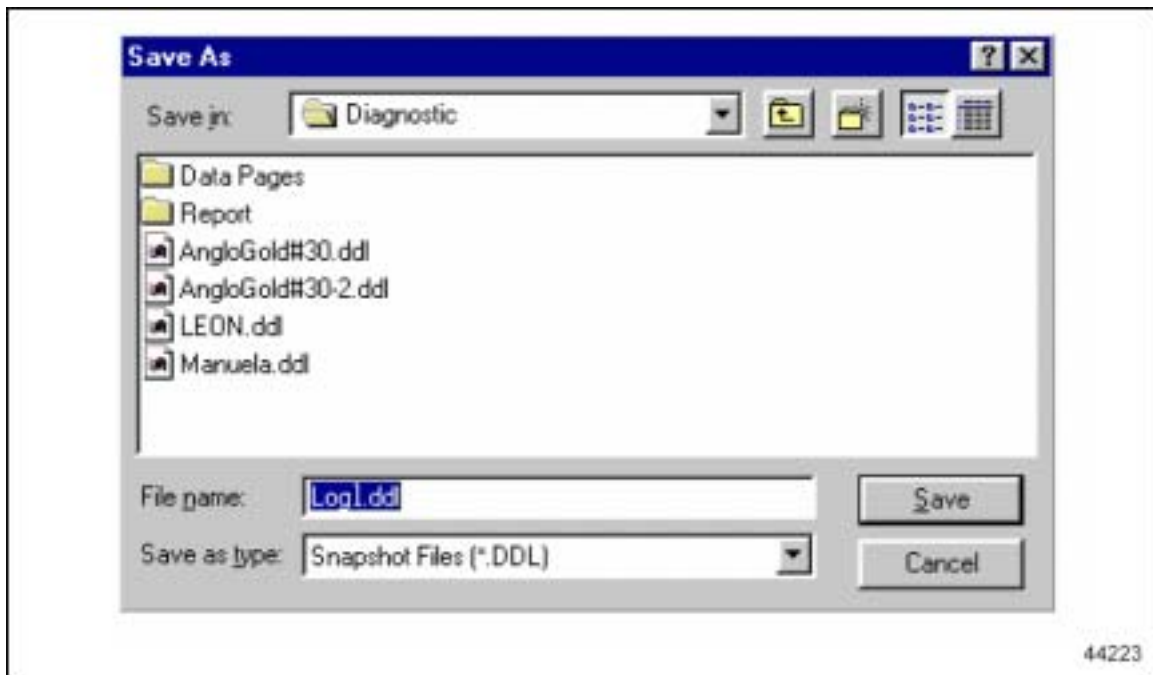 Save As
Save in: Diagnostic
Data Pages
Report
AngloGold#30.ddl
AngloGold#30-2.ddl
LEON.ddl
Manuela.ddl
File name: Log1.ddl Save
Save as type: Snapshot Files (*.DDL) Cancel
44223